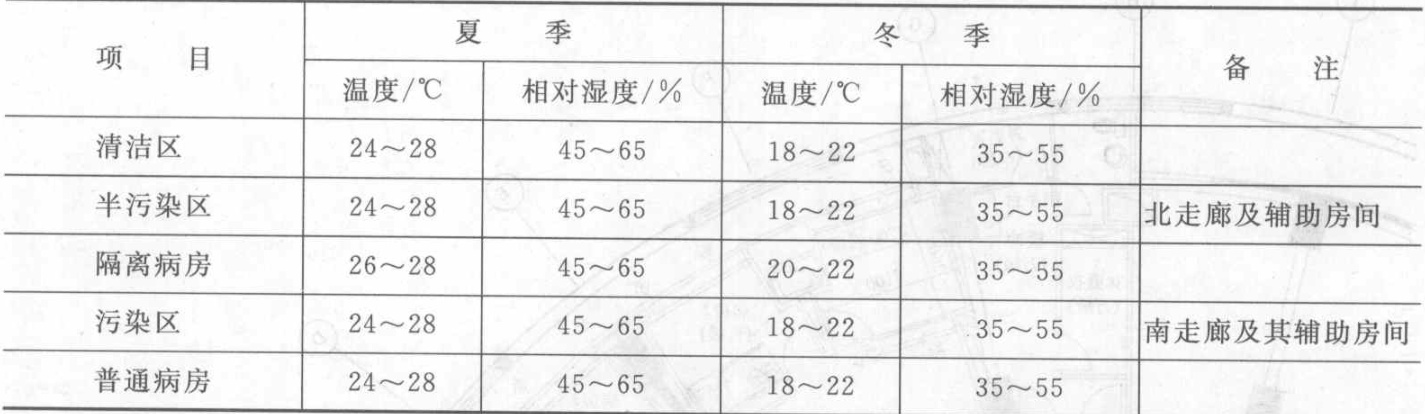 项 目 夏 季 冬 季 备 注
温度/℃ 相对湿度/% 温度/℃ 相对湿度/%
清洁区 24～28 45～65 18～22 35～55
半污染区 24～28 45～65 18～22 35～55 北走廊及辅助房间
隔离病房 26～28 45～65 20～22 35～55
污染区 24～28 45～65 18～22 35～55 南走廊及其辅助房间
普通病房 24～28 45～65 18～22 35～55